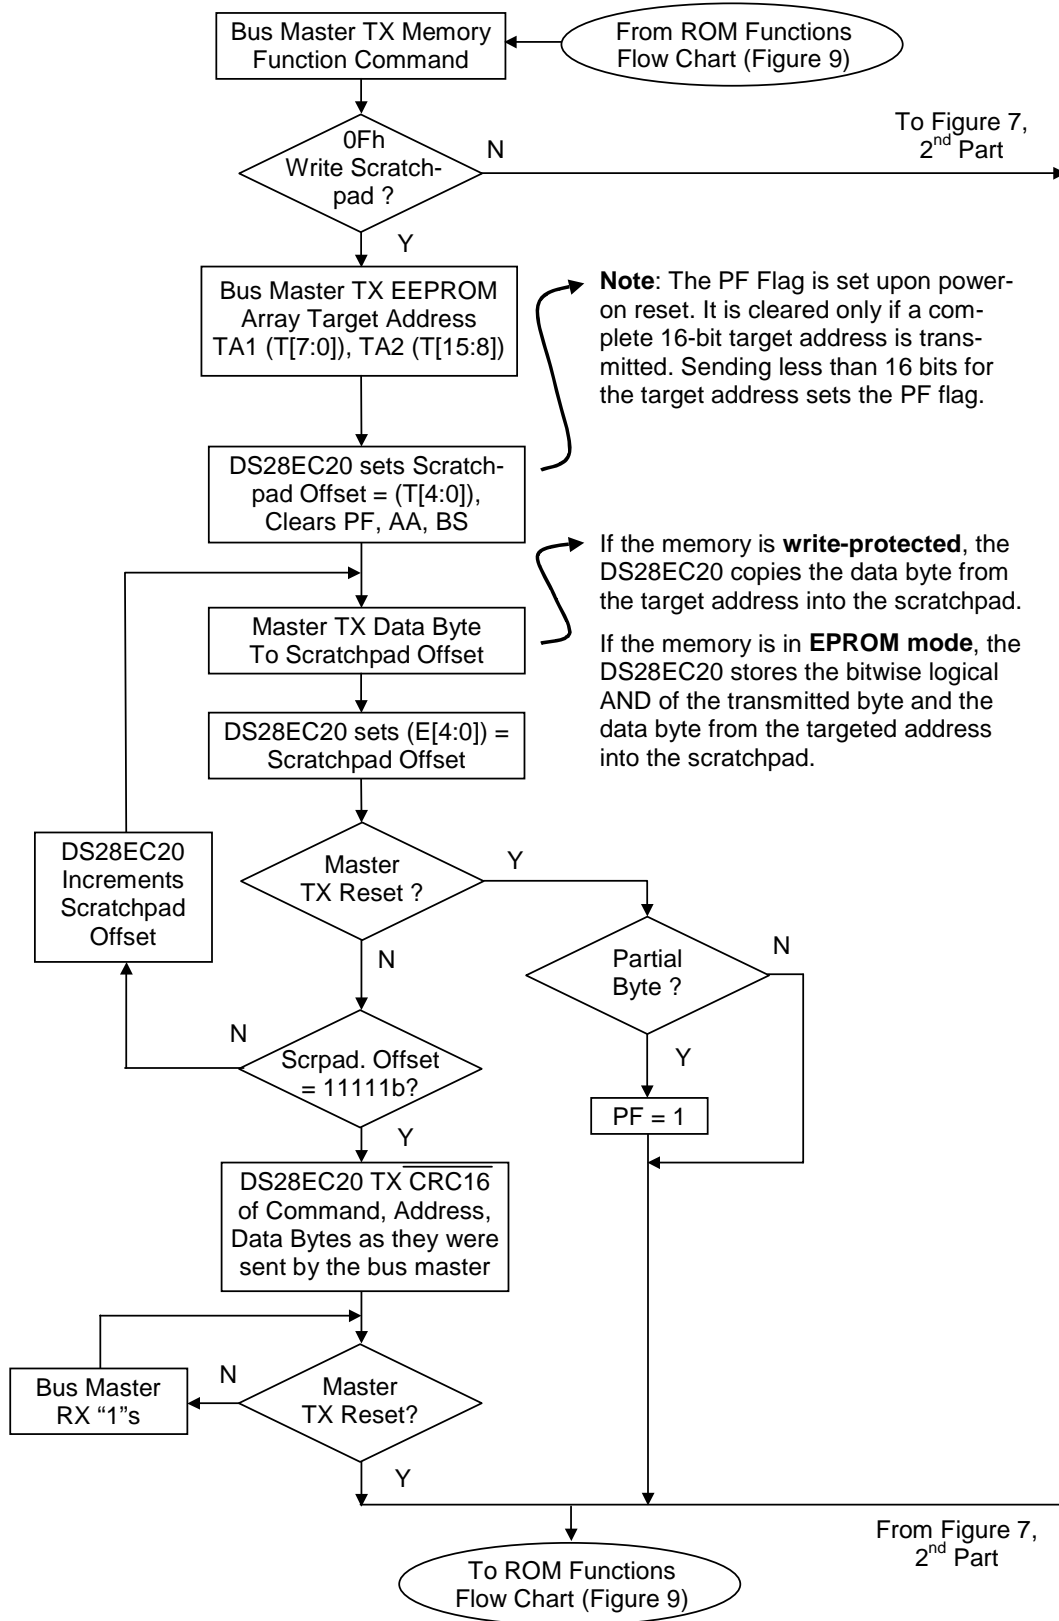 Bus Master TX Memory
Function Command
From ROM Functions
Flow Chart (Figure 9)
To Figure 7,
2nd Part
0Fh
Write Scratch-
pad ?
N
Y
Bus Master TX EEPROM
Array Target Address
TA1 (T[7:0]), TA2 (T[15:8])
Note: The PF Flag is set upon power-
on reset. It is cleared only if a com-
plete 16-bit target address is trans-
mitted. Sending less than 16 bits for
the target address sets the PF flag.
DS28EC20 sets Scratch-
pad Offset = (T[4:0]),
Clears PF, AA, BS
If the memory is write-protected, the
DS28EC20 copies the data byte from
the target address into the scratchpad.
If the memory is in EPROM mode, the
DS28EC20 stores the bitwise logical
AND of the transmitted byte and the
data byte from the targeted address
into the scratchpad.
Master TX Data Byte
To Scratchpad Offset
DS28EC20 sets (E[4:0]) =
Scratchpad Offset
DS28EC20
Increments
Scratchpad
Offset
Master
TX Reset ?
Y
N
Partial
Byte ?
N
Y
PF = 1
Scrpad. Offset
= 11111b?
N
Y
DS28EC20 TX CRC16
of Command, Address,
Data Bytes as they were
sent by the bus master
Bus Master
RX “1”s
N
Master
TX Reset?
Y
From Figure 7,
2nd Part
To ROM Functions
Flow Chart (Figure 9)